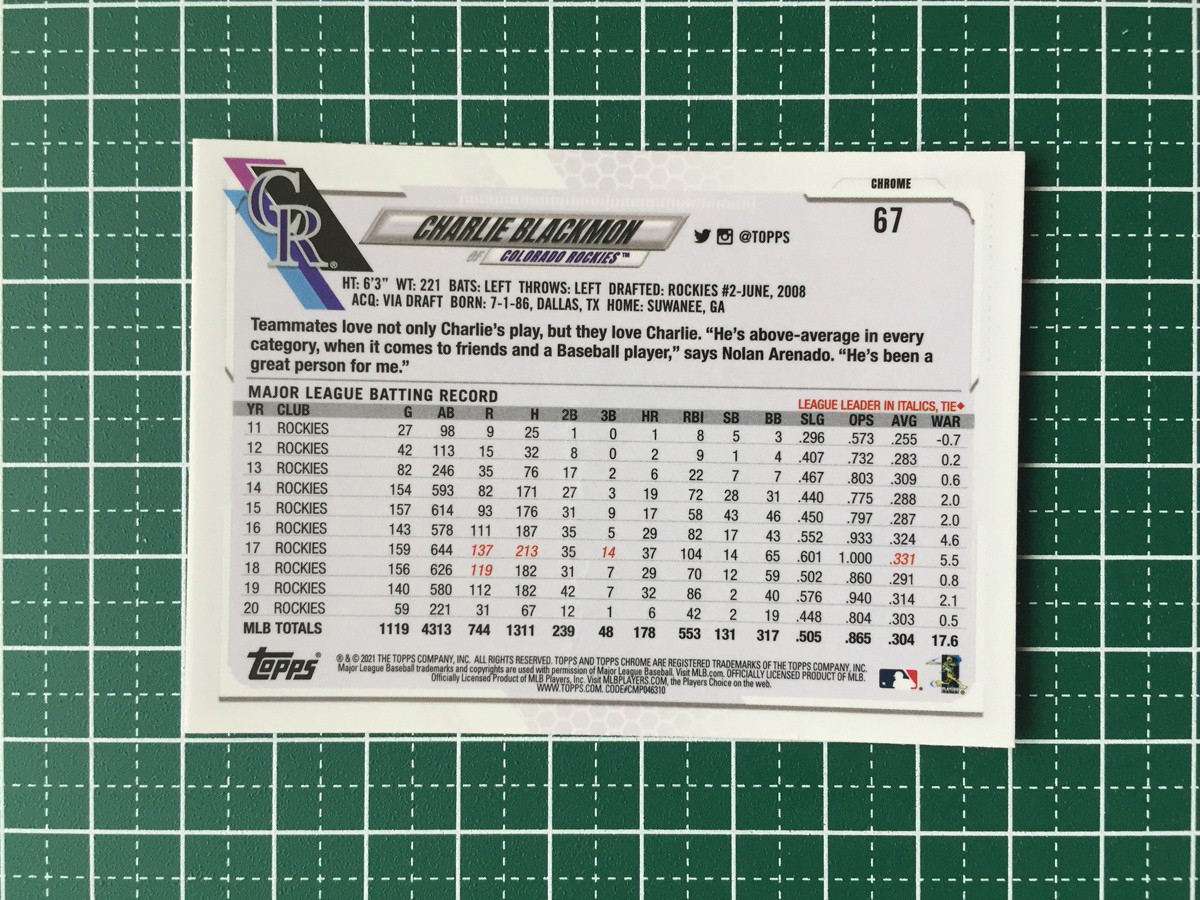 CHROME
67
CR®
CHARLIE BLACKMON
@TOPPS
OF COLORADO ROCKIES™
HT: 6'3" WT: 221 BATS: LEFT THROWS: LEFT DRAFTED: ROCKIES #2-JUNE, 2008
ACQ: VIA DRAFT BORN: 7-1-86, DALLAS, TX HOME: SUWANEE, GA
Teammates love not only Charlie's play, but they love Charlie. “He's above-average in every
category, when it comes to friends and a Baseball player,” says Nolan Arenado. “He's been a
great person for me.”
MAJOR LEAGUE BATTING RECORD LEAGUE LEADER IN ITALICS, TIE◆
YR CLUB G AB R H 2B 3B HR RBI SB BB SLG OPS AVG WAR
11 ROCKIES 27 98 9 25 1 0 1 8 5 3 .296 .573 .255 -0.7
12 ROCKIES 42 113 15 32 8 0 2 9 1 4 .407 .732 .283 0.2
13 ROCKIES 82 246 35 76 17 2 6 22 7 7 .467 .803 .309 0.6
14 ROCKIES 154 593 82 171 27 3 19 72 28 31 .440 .775 .288 2.0
15 ROCKIES 157 614 93 176 31 9 17 58 43 46 .450 .797 .287 2.0
16 ROCKIES 143 578 111 187 35 5 29 82 17 43 .552 .933 .324 4.6
17 ROCKIES 159 644 137 213 35 14 37 104 14 65 .601 1.000 .331 5.5
18 ROCKIES 156 626 119 182 31 7 29 70 12 59 .502 .860 .291 0.8
19 ROCKIES 140 580 112 182 42 7 32 86 2 40 .576 .940 .314 2.1
20 ROCKIES 59 221 31 67 12 1 6 42 2 19 .448 .804 .303 0.5
MLB TOTALS 1119 4313 744 1311 239 48 178 553 131 317 .505 .865 .304 17.6
topps®
® & © 2021 THE TOPPS COMPANY, INC. ALL RIGHTS RESERVED. TOPPS AND TOPPS CHROME ARE REGISTERED TRADEMARKS OF THE TOPPS COMPANY, INC.
Major League Baseball trademarks and copyrights are used with permission of Major League Baseball. Visit MLB.com. OFFICIALLY LICENSED PRODUCT OF MLB.
Officially Licensed Product of MLB Players, Inc. Visit MLBPLAYERS.COM, the Players Choice on the web.
WWW.TOPPS.COM. CODE#CMP046310